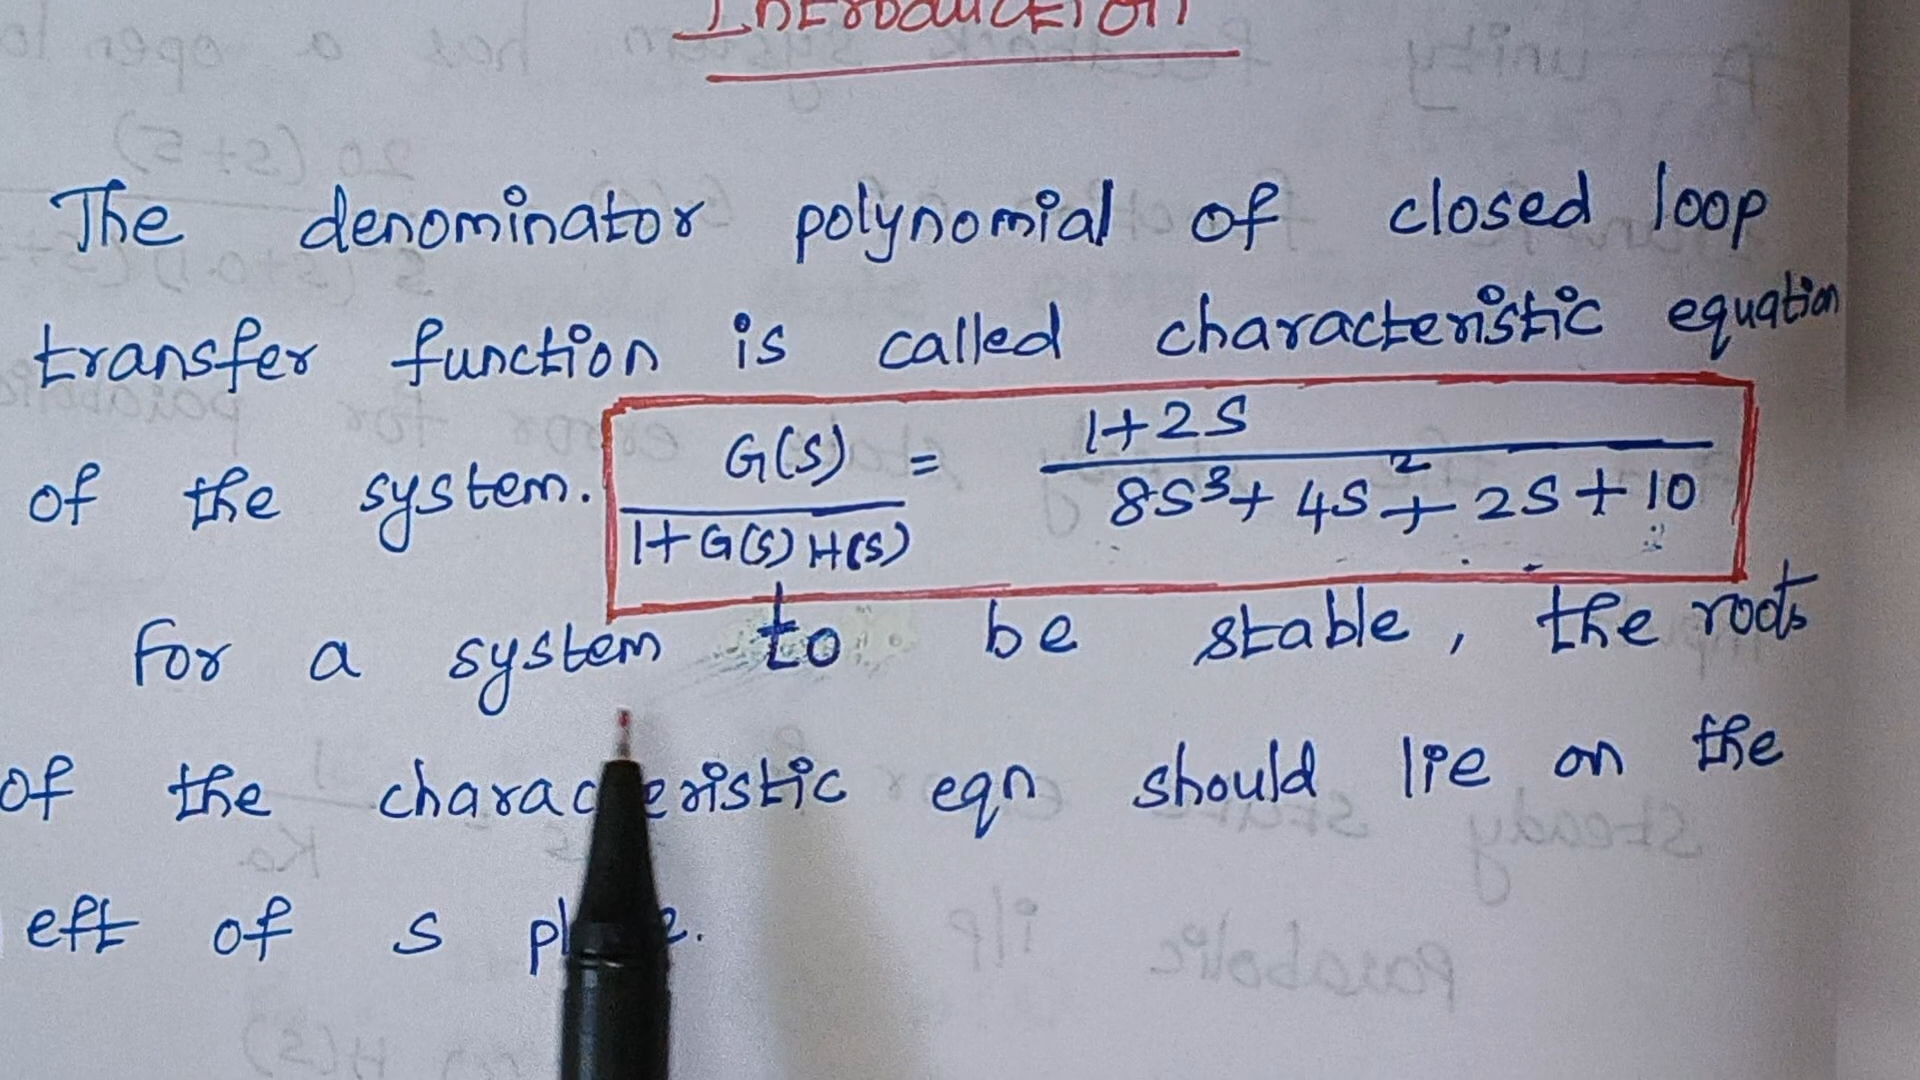 Introduction
The denominator polynomial of closed loop
transfer function is called characteristic equation
of the system. G(s) / 1+G(s)H(s) = 1+2s / 8s³+4s²+2s+10
For a system to be stable, the roots
of the characteristic eqn should lie on the
eft of s